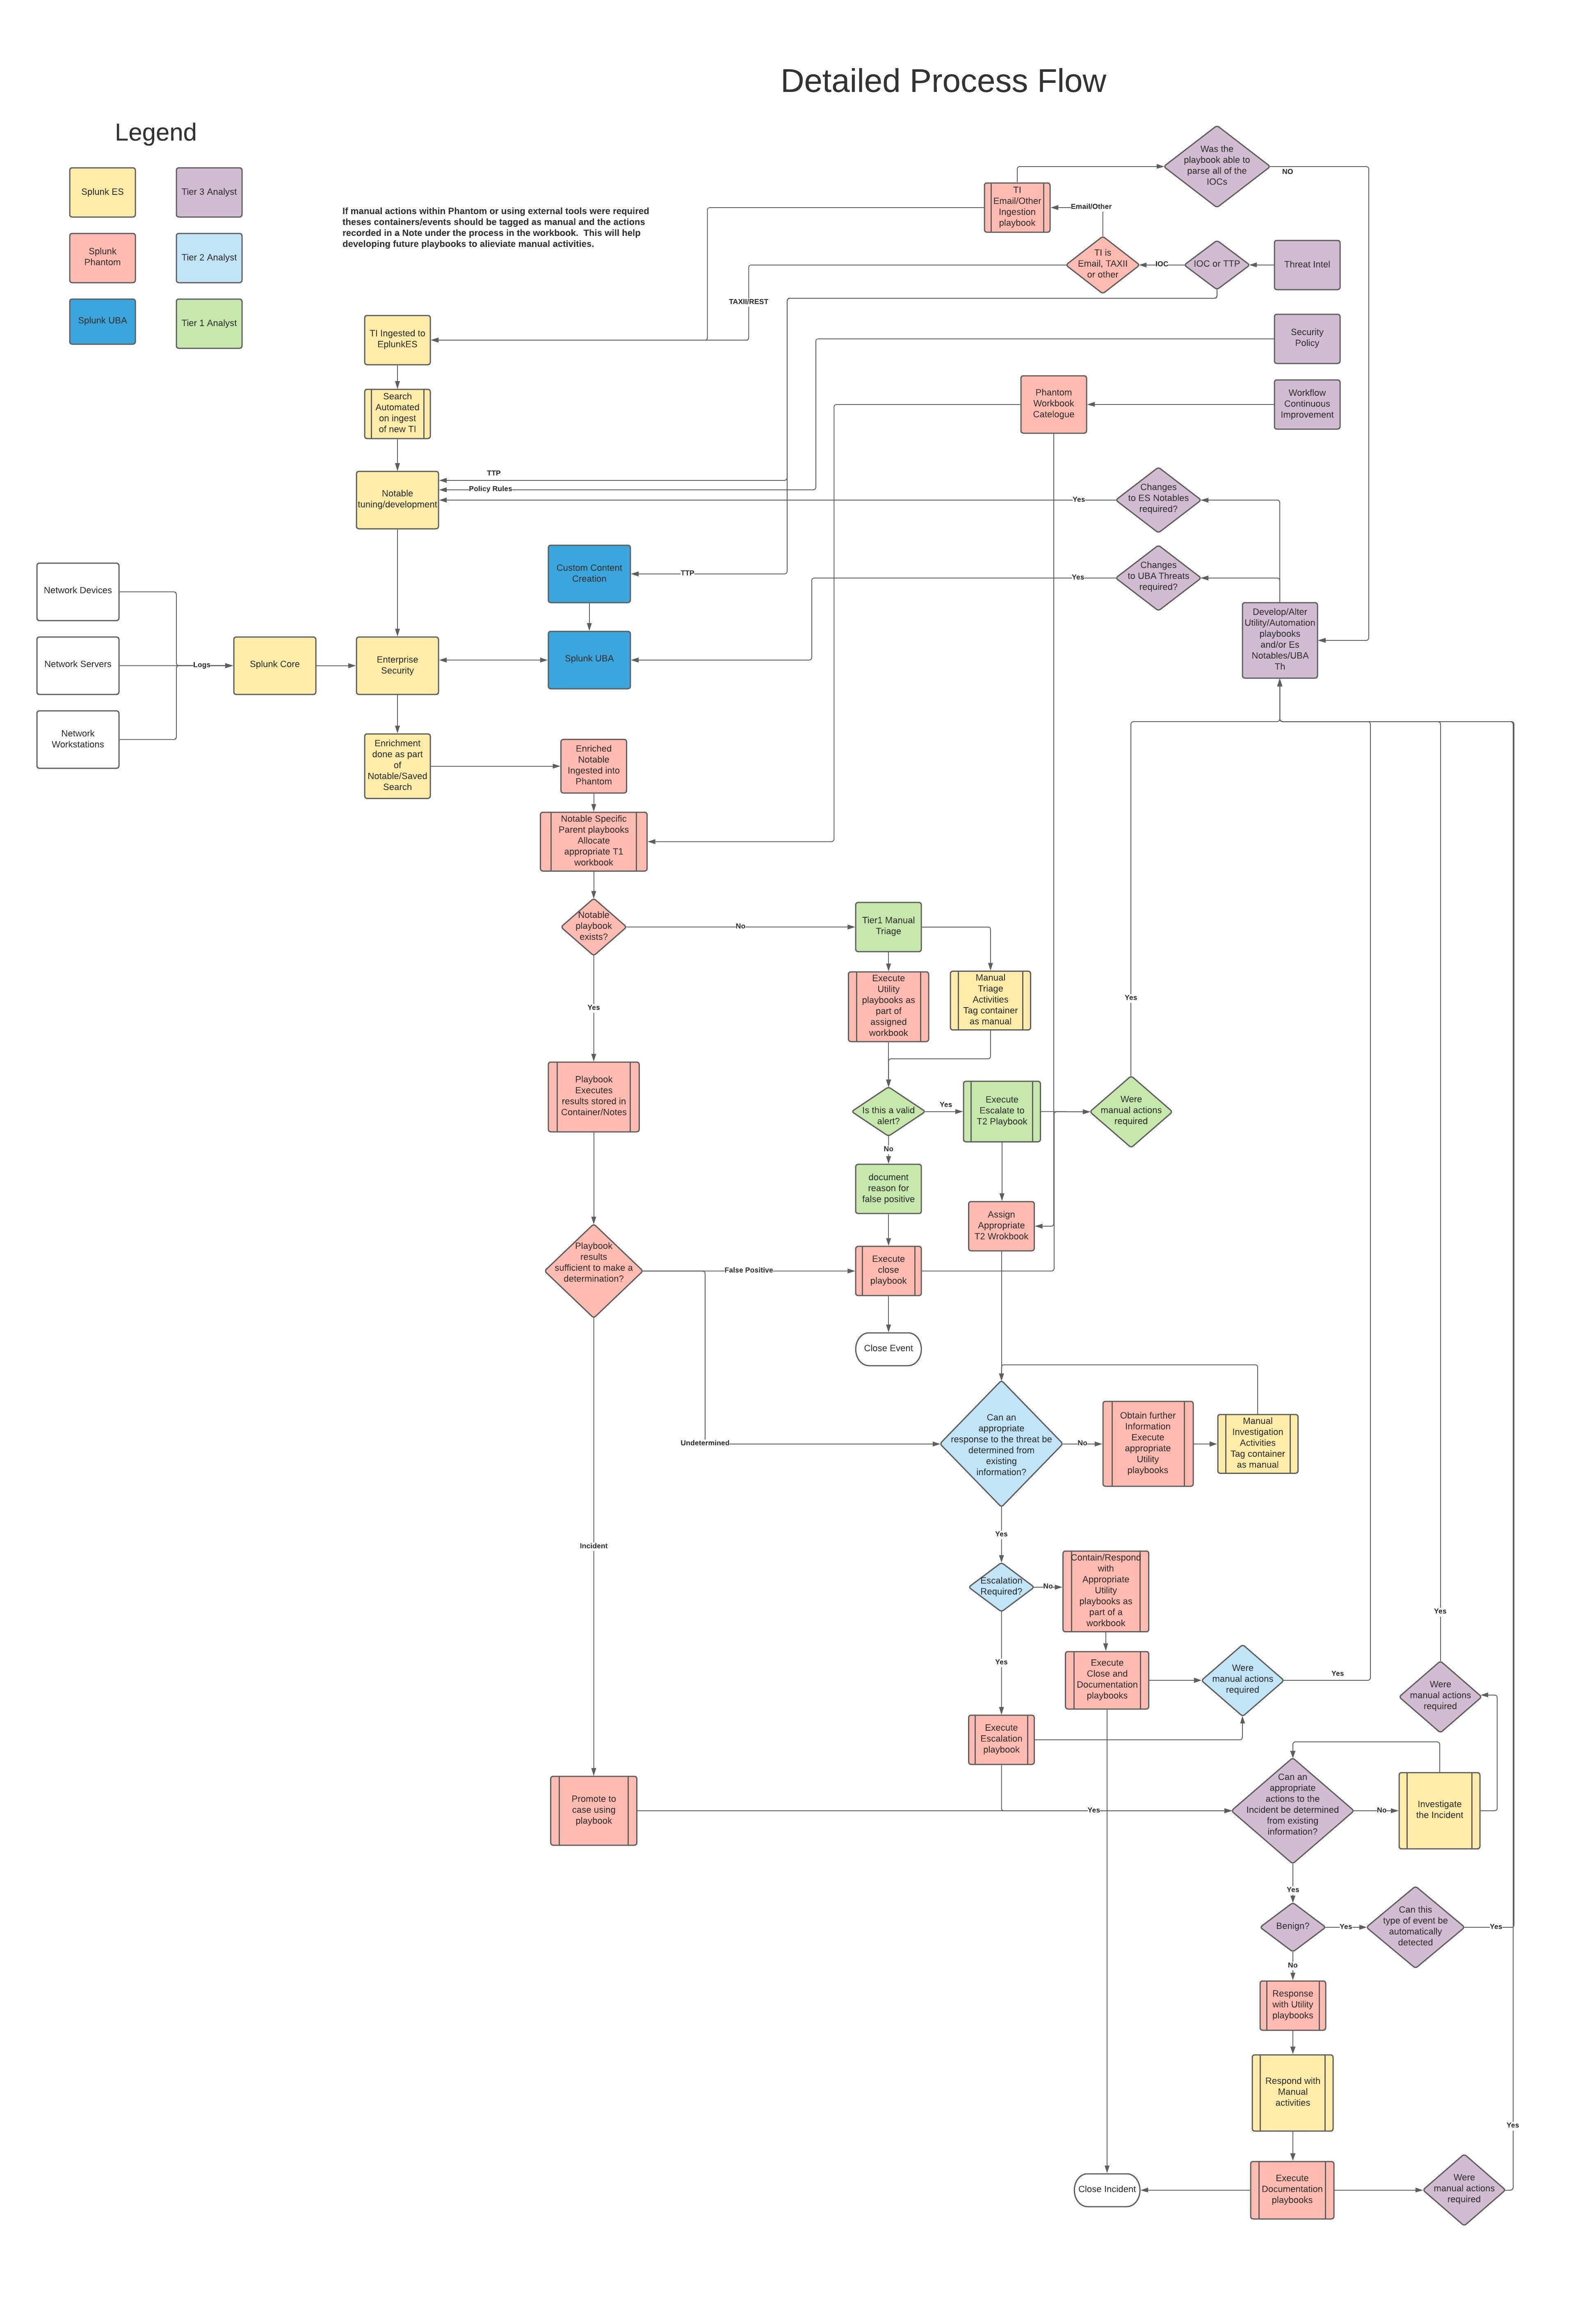 Detailed Process Flow
Legend
Splunk ES
Tier 3 Analyst
Splunk
Phantom
Tier 2 Analyst
Splunk UBA
Tier 1 Analyst
If manual actions within Phantom or using external tools were required
theses containers/events should be tagged as manual and the actions
recorded in a Note under the process in the workbook.  This will help
developing future playbooks to alieviate manual activities.
Was the
playbook able to
parse all of the
IOCs
NO
TI
Email/Other
Ingestion
playbook
Email/Other
TI is
Email, TAXII
or other
IOC
IOC or TTP
Threat Intel
TAXII/REST
TI Ingested to
EplunkES
Security
Policy
Search
Automated
on ingest
of new TI
Phantom
Workbook
Catelogue
Workflow
Continuous
Improvement
Notable
tuning/development
TTP
Policy Rules
Yes
Changes
to ES Notables
required?
Custom Content
Creation
TTP
Yes
Changes
to UBA Threats
required?
Develop/Alter
Utility/Automation
playbooks
and/or Es
Notables/UBA
Th
Network Devices
Network Servers
Network
Workstations
Logs
Splunk Core
Enterprise
Security
Splunk UBA
Enrichment
done as part
of
Notable/Saved
Search
Enriched
Notable
Ingested into
Phantom
Notable Specific
Parent playbooks
Allocate
appropriate T1
workbook
Notable
playbook
exists?
No
Tier1 Manual
Triage
Yes
Execute
Utility
playbooks as
part of
assigned
workbook
Manual
Triage
Activities
Tag container
as manual
Yes
Playbook
Executes
results stored in
Container/Notes
Is this a valid
alert?
Yes
Execute
Escalate to
T2 Playbook
Were
manual actions
required
No
document
reason for
false positive
Assign
Appropriate
T2 Wrokbook
Playbook
results
sufficient to make a
determination?
False Positive
Execute
close
playbook
Close Event
Undetermined
Can an
appropriate
response to the threat be
determined from
existing
information?
No
Obtain further
Information
Execute
appropriate
Utility
playbooks
Manual
Investigation
Activities
Tag container
as manual
Yes
Incident
Escalation
Required?
No
Contain/Respond
with
Appropriate
Utility
playbooks as
part of a
workbook
Yes
Yes
Execute
Close and
Documentation
playbooks
Were
manual actions
required
Yes
Were
manual actions
required
Execute
Escalation
playbook
Promote to
case using
playbook
Yes
Can an
appropriate
actions to the
Incident be determined
from existing
information?
No
Investigate
the Incident
Yes
Benign?
Yes
Can this
type of event be
automatically
detected
Yes
No
Response
with Utility
playbooks
Respond with
Manual
activities
Yes
Close Incident
Execute
Documentation
playbooks
Were
manual actions
required